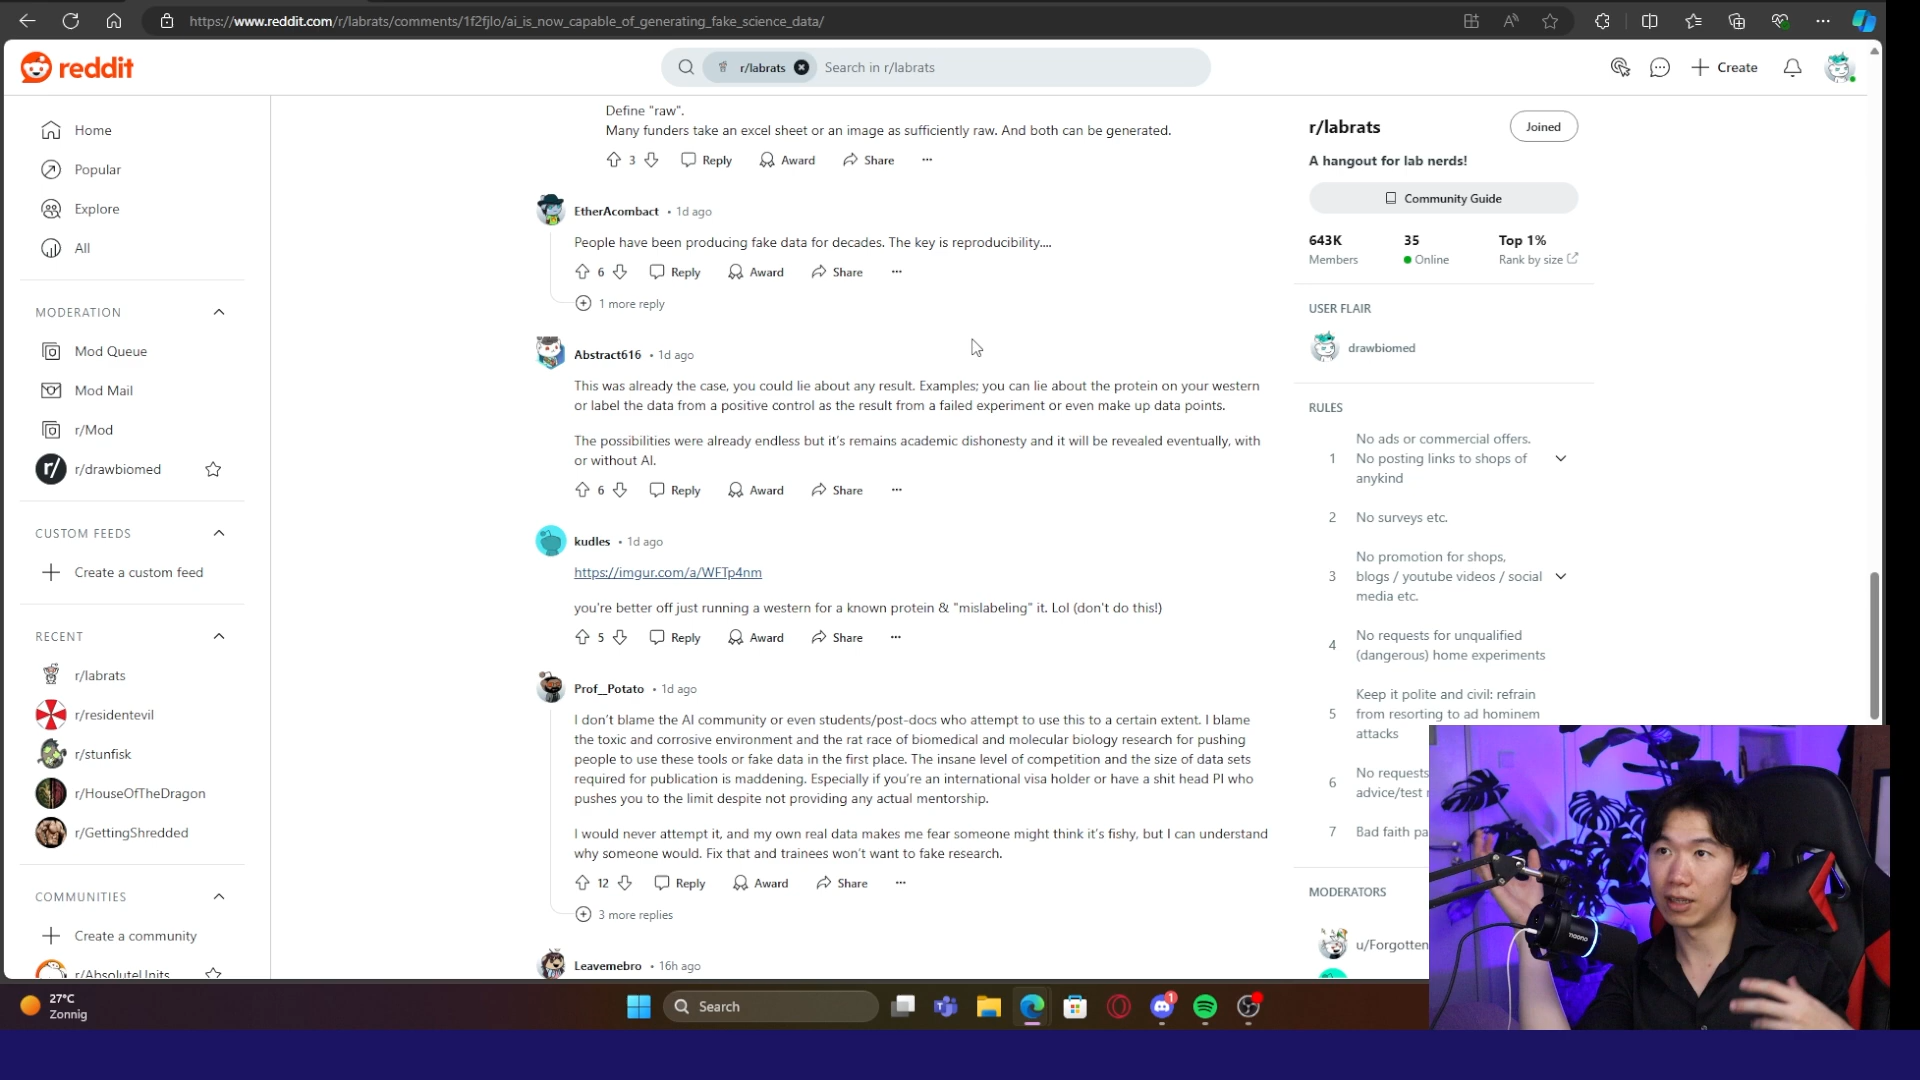 https://www.reddit.com/r/labrats/comments/1f2fjlo/ai_is_now_capable_of_generating_fake_science_data/
reddit
r/labrats
Search in r/labrats
Create
Home
Popular
Explore
All
MODERATION
Mod Queue
Mod Mail
r/Mod
r/drawbiomed
CUSTOM FEEDS
Create a custom feed
RECENT
r/labrats
r/residentevil
r/stunfisk
r/HouseOfTheDragon
r/GettingShredded
COMMUNITIES
Create a community
r/AbsoluteUnits
Define "raw".
Many funders take an excel sheet or an image as sufficiently raw. And both can be generated.
3 Reply Award Share
EtherAcombact • 1d ago
People have been producing fake data for decades. The key is reproducibility....
6 Reply Award Share
1 more reply
Abstract616 • 1d ago
This was already the case, you could lie about any result. Examples; you can lie about the protein on your western
or label the data from a positive control as the result from a failed experiment or even make up data points.
The possibilities were already endless but it's remains academic dishonesty and it will be revealed eventually, with
or without AI.
6 Reply Award Share
kudles • 1d ago
https://imgur.com/a/WFTp4nm
you're better off just running a western for a known protein & "mislabeling" it. Lol (don't do this!)
5 Reply Award Share
Prof__Potato • 1d ago
I don't blame the AI community or even students/post-docs who attempt to use this to a certain extent. I blame
the toxic and corrosive environment and the rat race of biomedical and molecular biology research for pushing
people to use these tools or fake data in the first place. The insane level of competition and the size of data sets
required for publication is maddening. Especially if you're an international visa holder or have a shit head PI who
pushes you to the limit despite not providing any actual mentorship.
I would never attempt it, and my own real data makes me fear someone might think it's fishy, but I can understand
why someone would. Fix that and trainees won't want to fake research.
12 Reply Award Share
3 more replies
Leavemebro • 16h ago
r/labrats
Joined
A hangout for lab nerds!
Community Guide
643K 35 Top 1%
Members Online Rank by size
USER FLAIR
drawbiomed
RULES
1 No ads or commercial offers.
No posting links to shops of
anykind
2 No surveys etc.
3 No promotion for shops,
blogs / youtube videos / social
media etc.
4 No requests for unqualified
(dangerous) home experiments
5 Keep it polite and civil: refrain
from resorting to ad hominem
attacks
6 No requests
advice/test
7 Bad faith pa
MODERATORS
u/Forgotten
maono
27°C
Zonnig
Search
1